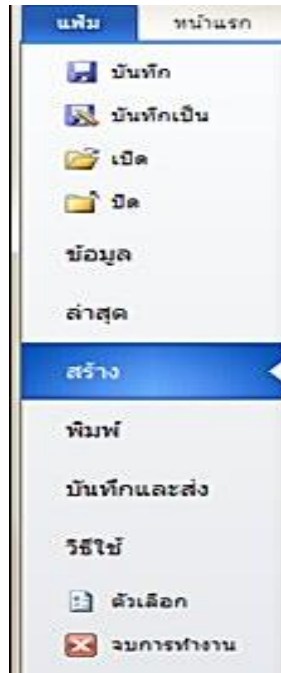 แฟ้ม หน้าแรก
บันทึก
บันทึกเป็น
เปิด
ปิด
ข้อมูล
ล่าสุด
สร้าง
พิมพ์
บันทึกและส่ง
วิธีใช้
ตัวเลือก
จบการทำงาน